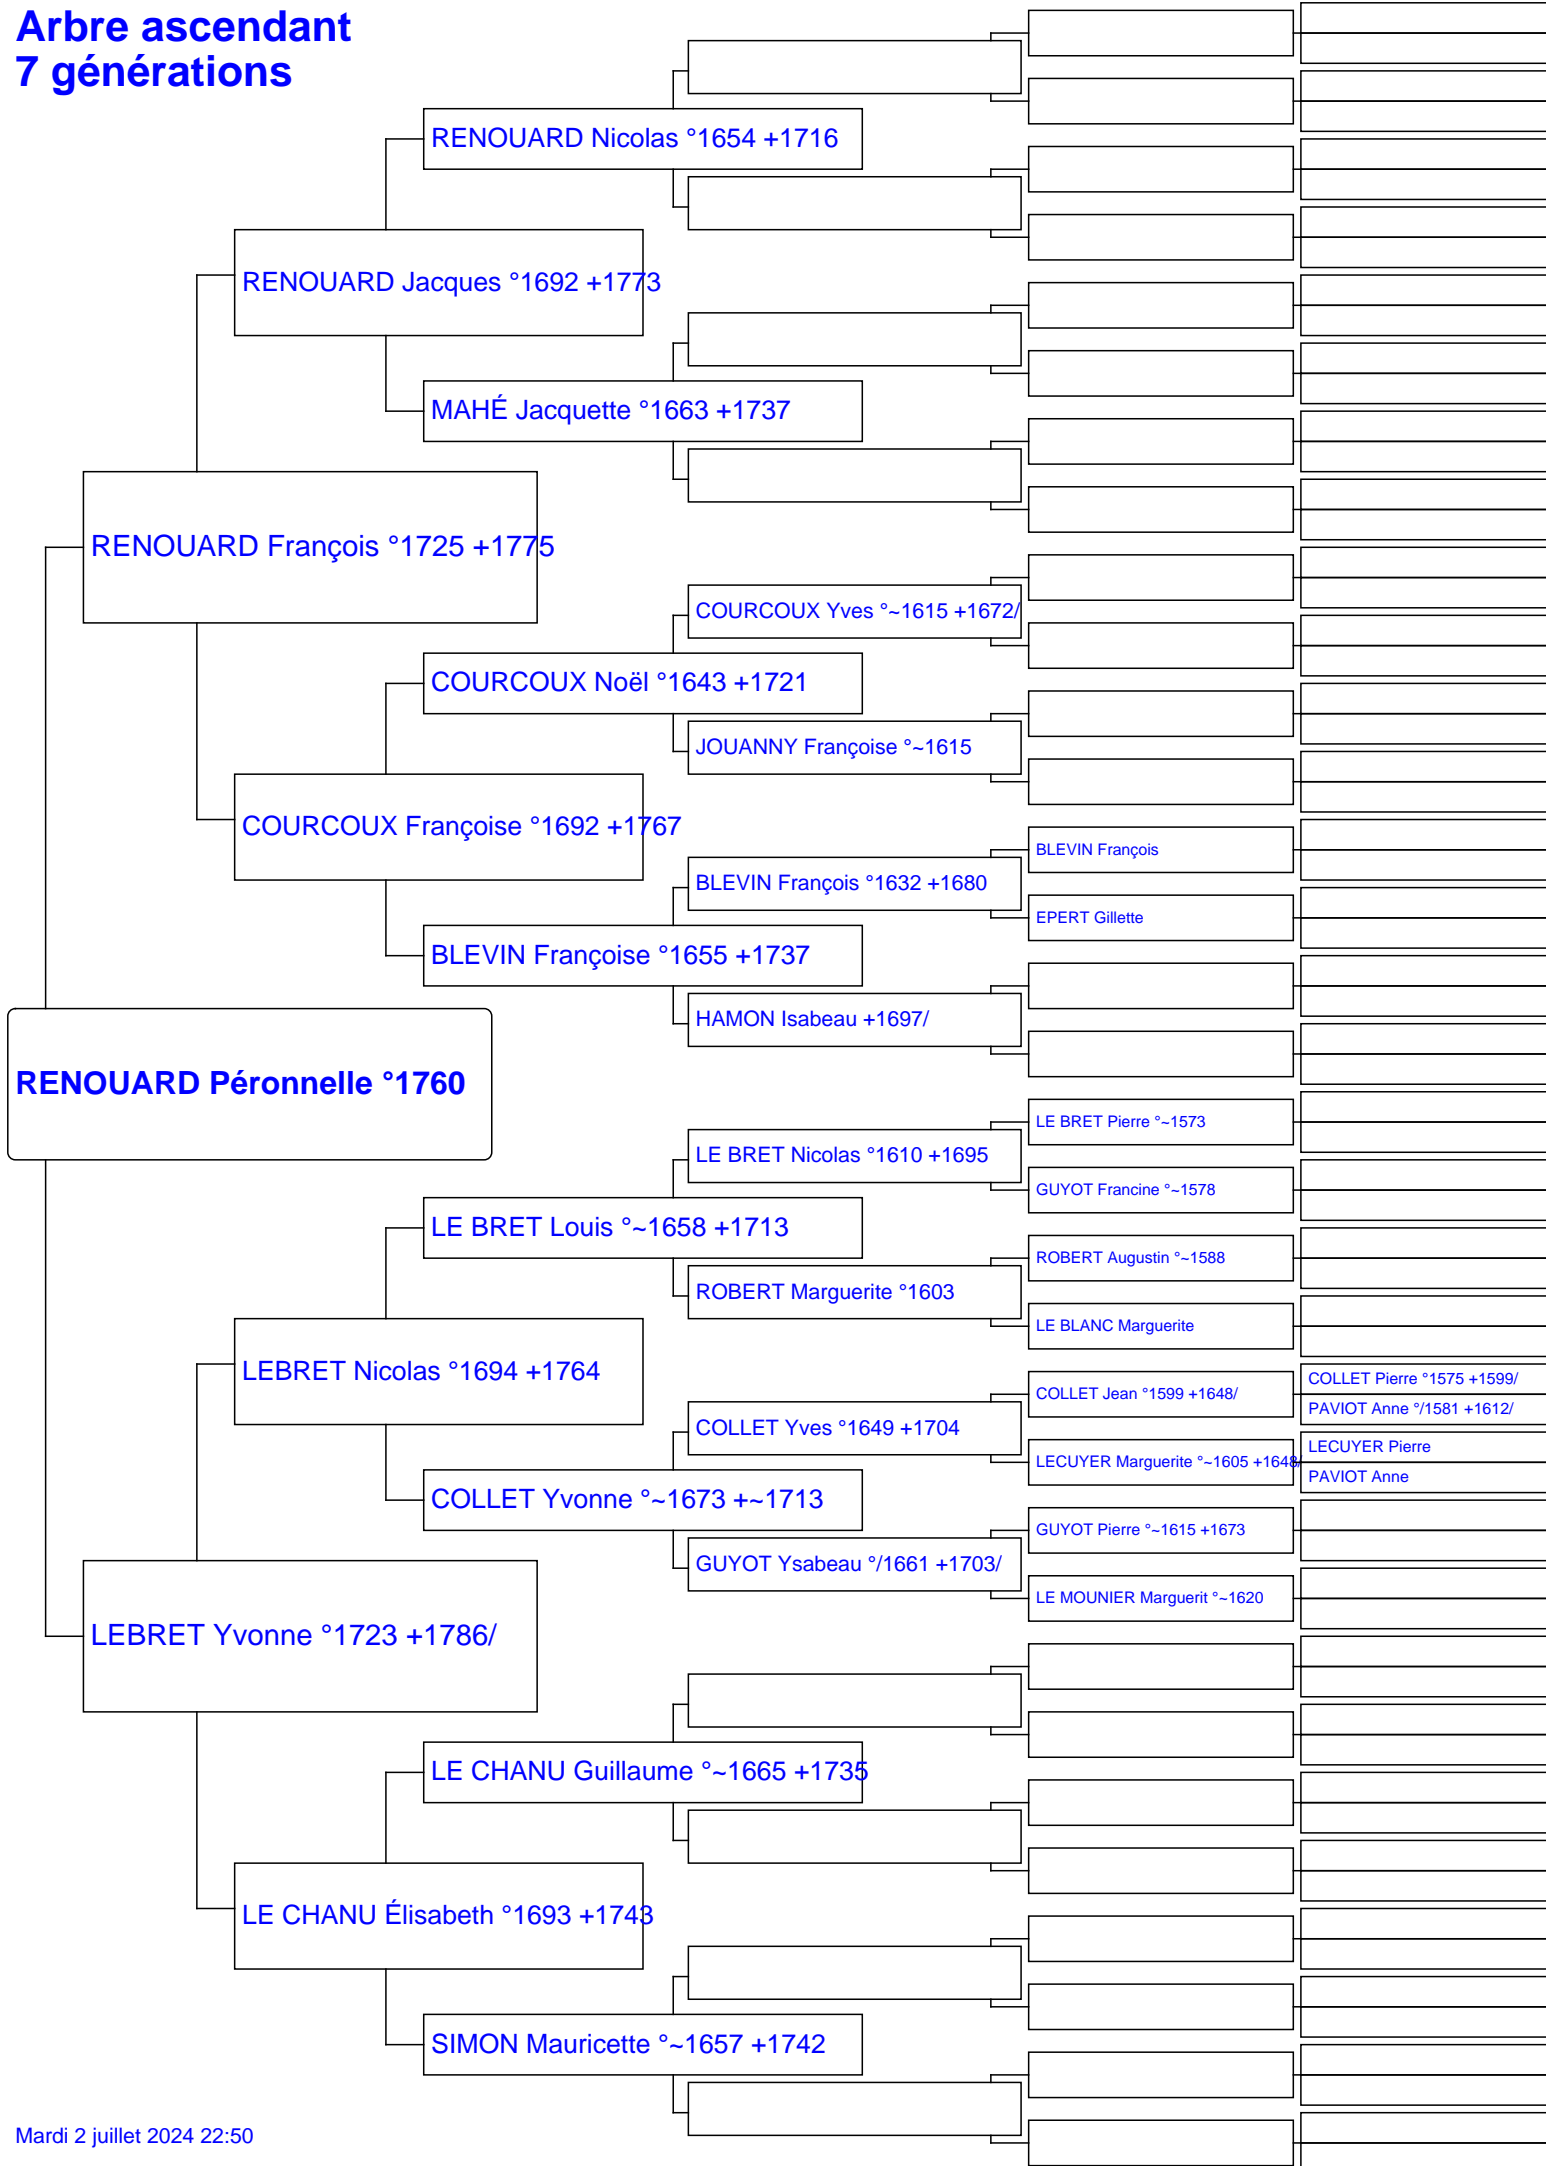 Arbre ascendant
7 générations
RENOUARD Nicolas °1654 +1716
RENOUARD Jacques °1692 +1773
MAHÉ Jacquette °1663 +1737
RENOUARD François °1725 +1775
COURCOUX Yves °~1615 +1672/
COURCOUX Noël °1643 +1721
JOUANNY Françoise °~1615
COURCOUX Françoise °1692 +1767
BLEVIN François
BLEVIN François °1632 +1680
EPERT Gillette
BLEVIN Françoise °1655 +1737
HAMON Isabeau +1697/
RENOUARD Péronnelle °1760
LE BRET Pierre °~1573
LE BRET Nicolas °1610 +1695
GUYOT Francine °~1578
LE BRET Louis °~1658 +1713
ROBERT Augustin °~1588
ROBERT Marguerite °1603
LE BLANC Marguerite
LEBRET Nicolas °1694 +1764
COLLET Pierre °1575 +1599/
COLLET Jean °1599 +1648/
PAVIOT Anne °/1581 +1612/
COLLET Yves °1649 +1704
LECUYER Pierre
LECUYER Marguerite °~1605 +1648/
PAVIOT Anne
COLLET Yvonne °~1673 +~1713
GUYOT Pierre °~1615 +1673
GUYOT Ysabeau °/1661 +1703/
LE MOUNIER Marguerit °~1620
LEBRET Yvonne °1723 +1786/
LE CHANU Guillaume °~1665 +1735
LE CHANU Élisabeth °1693 +1743
SIMON Mauricette °~1657 +1742
Mardi 2 juillet 2024 22:50